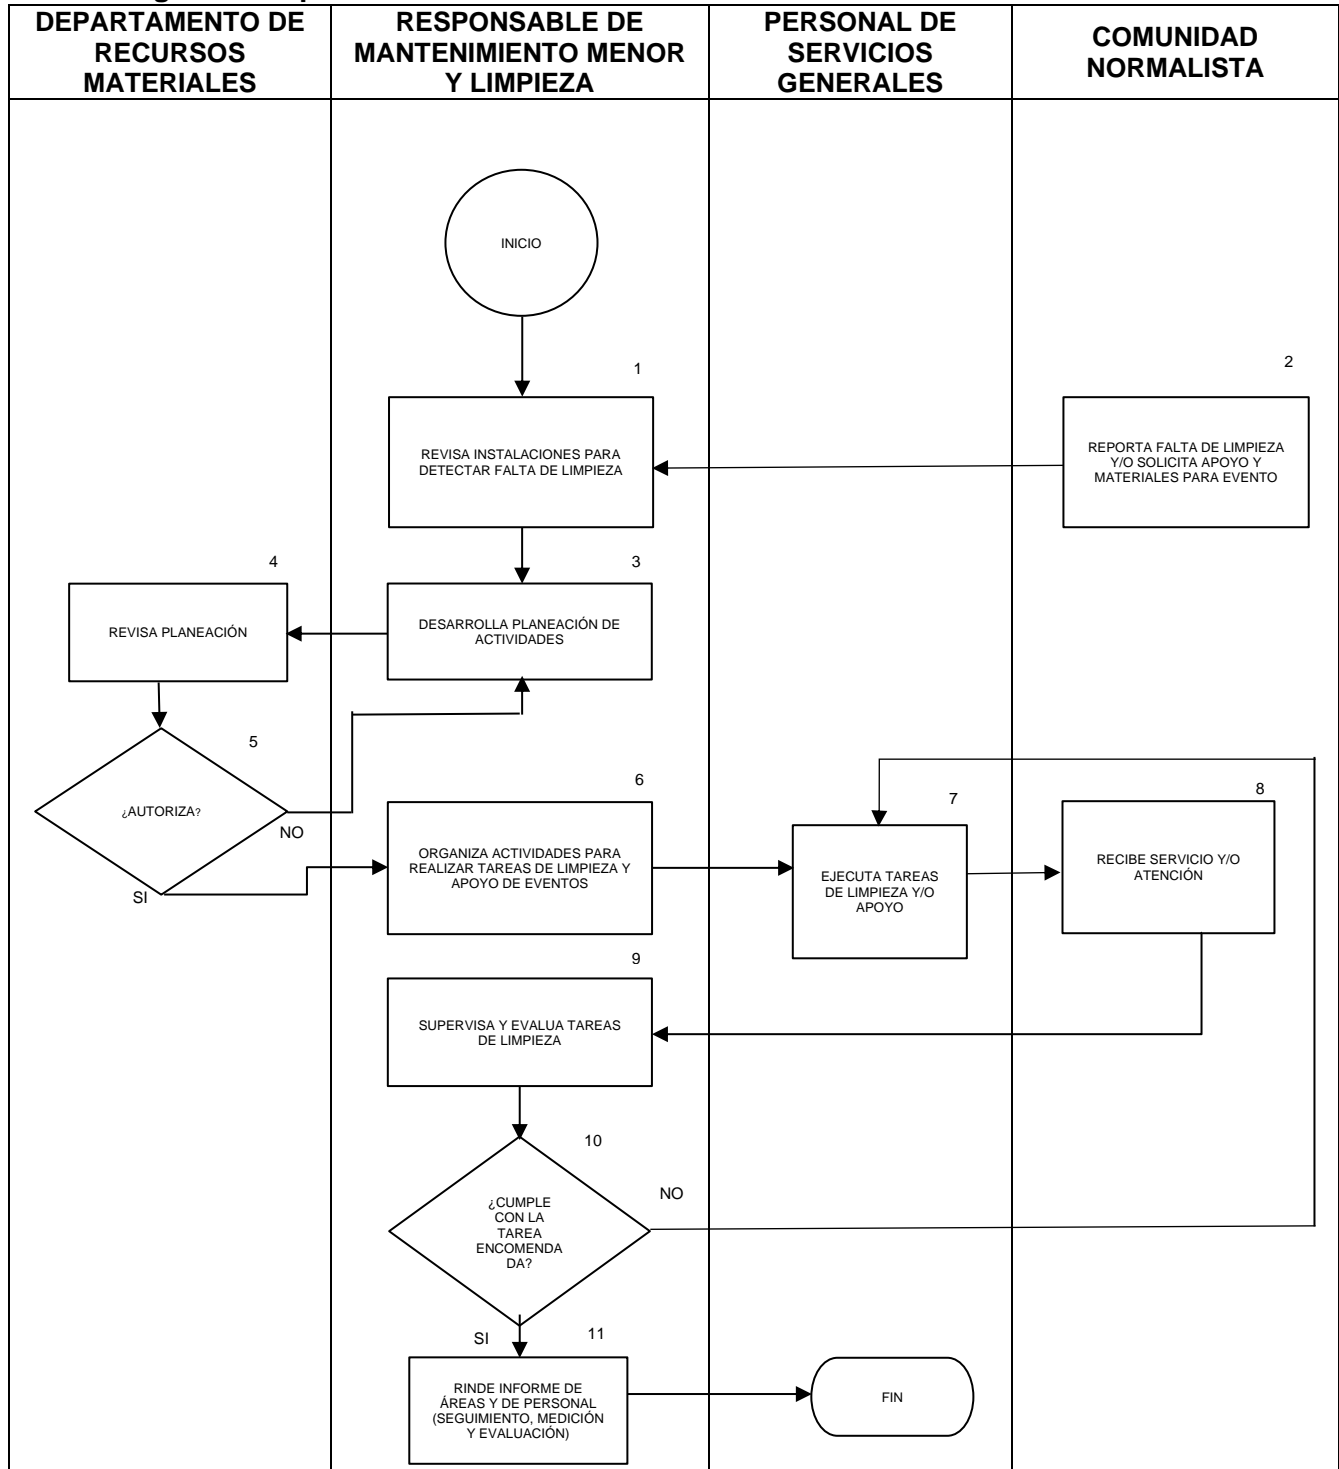 DEPARTAMENTO DE
RECURSOS
MATERIALES
RESPONSABLE DE
MANTENIMIENTO MENOR
Y LIMPIEZA
PERSONAL DE
SERVICIOS
GENERALES
COMUNIDAD
NORMALISTA
INICIO
1
REVISA INSTALACIONES PARA
DETECTAR FALTA DE LIMPIEZA
2
REPORTA FALTA DE LIMPIEZA
Y/O SOLICITA APOYO Y
MATERIALES PARA EVENTO
3
DESARROLLA PLANEACIÓN DE
ACTIVIDADES
4
REVISA PLANEACIÓN
5
¿AUTORIZA?
NO
SI
6
ORGANIZA ACTIVIDADES PARA
REALIZAR TAREAS DE LIMPIEZA Y
APOYO DE EVENTOS
7
EJECUTA TAREAS
DE LIMPIEZA Y/O
APOYO
8
RECIBE SERVICIO Y/O
ATENCIÓN
9
SUPERVISA Y EVALUA TAREAS
DE LIMPIEZA
10
¿CUMPLE
CON LA
TAREA
ENCOMENDA
DA?
NO
SI
11
RINDE INFORME DE
ÁREAS Y DE PERSONAL
(SEGUIMIENTO, MEDICIÓN
Y EVALUACIÓN)
FIN